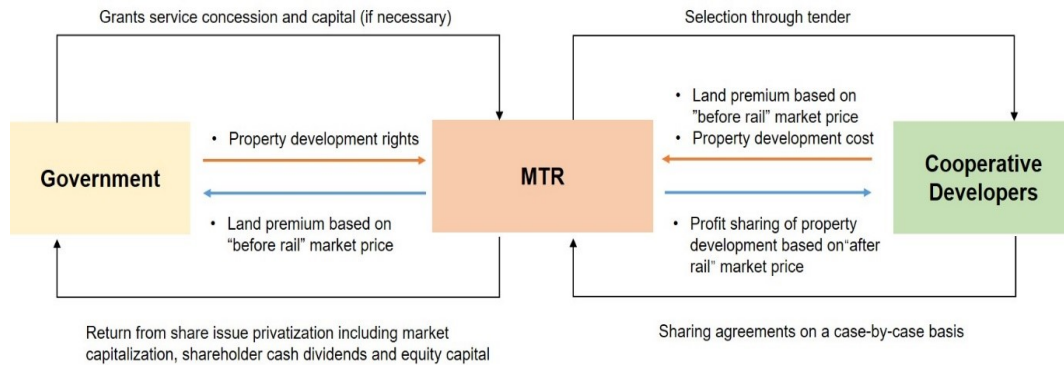 Grants service concession and capital (if necessary)
Selection through tender
• Land premium based on
"before rail" market price
• Property development rights
• Property development cost
Government
MTR
Cooperative
Developers
• Land premium based on
"before rail" market price
• Profit sharing of property
development based on"after
rail" market price
Return from share issue privatization including market
capitalization, shareholder cash dividends and equity capital
Sharing agreements on a case-by-case basis